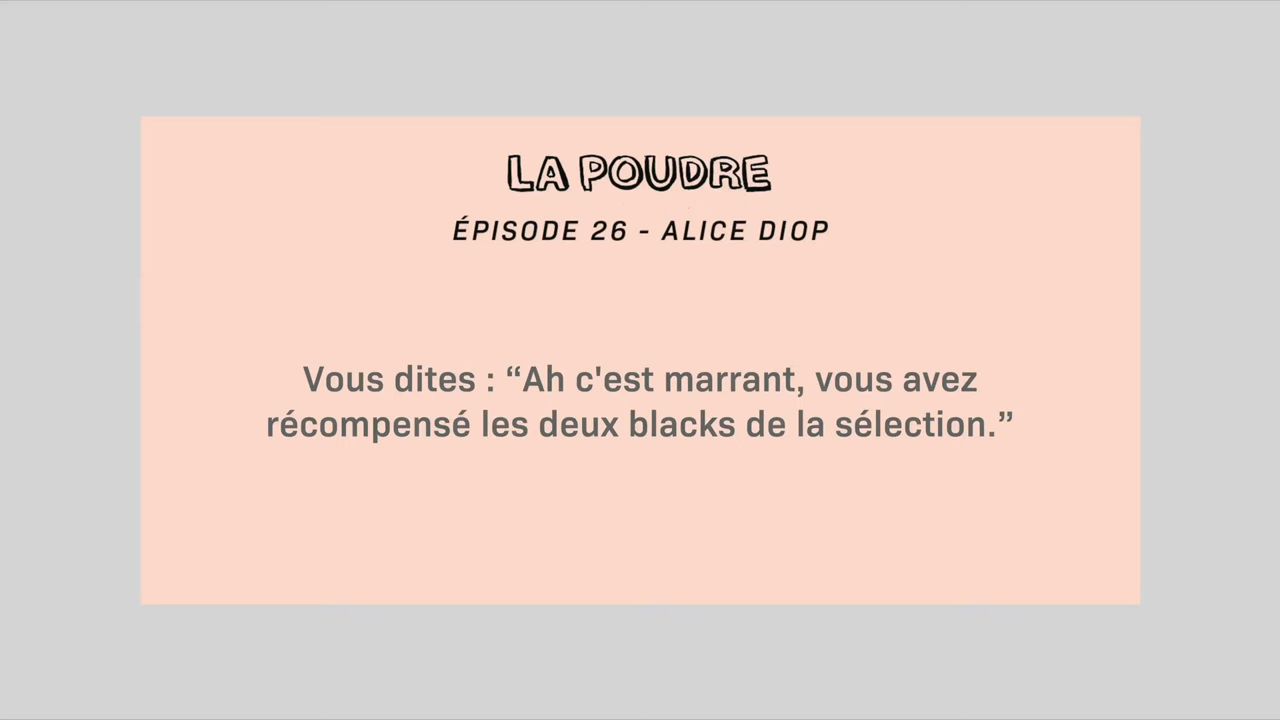 LA POUDRE
ÉPISODE 26 - ALICE DIOP
Vous dites : “Ah c'est marrant, vous avez
récompensé les deux blacks de la sélection.”